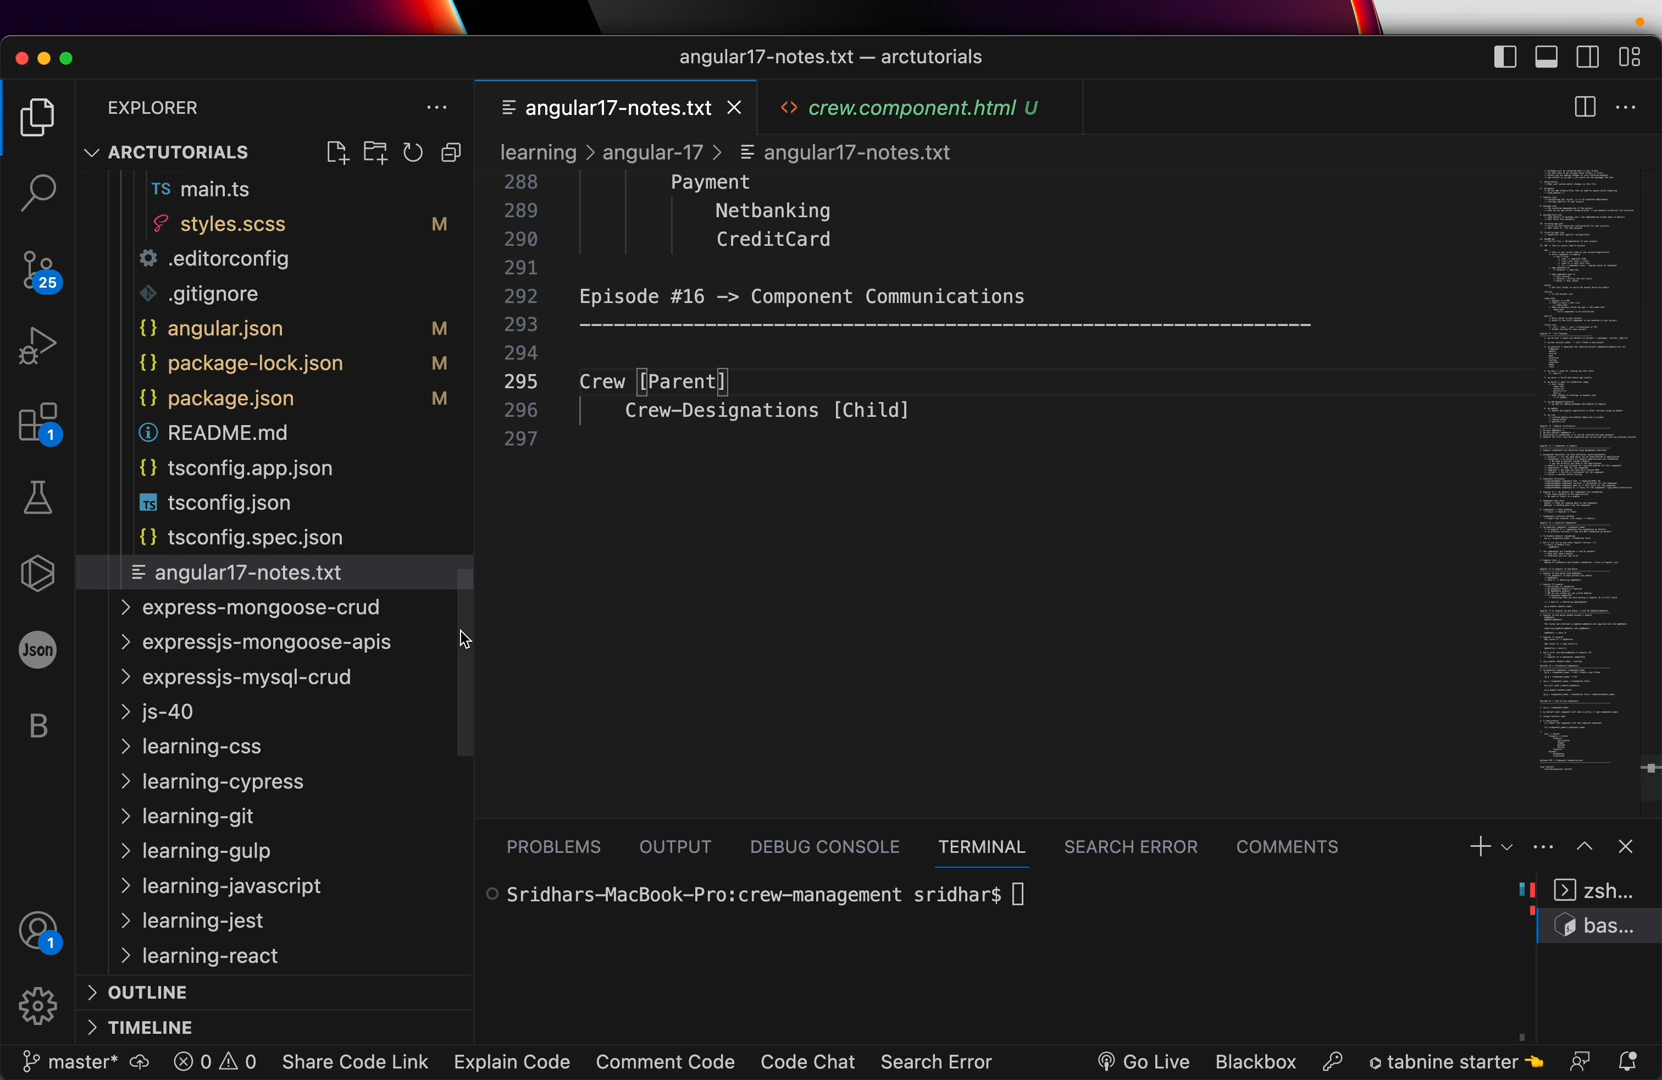 angular17-notes.txt — arctutorials
EXPLORER
ARCTUTORIALS
TS main.ts
styles.scss M
.editorconfig
.gitignore
{} angular.json M
{} package-lock.json M
{} package.json M
README.md
{} tsconfig.app.json
TS tsconfig.json
{} tsconfig.spec.json
angular17-notes.txt
express-mongoose-crud
expressjs-mongoose-apis
expressjs-mysql-crud
js-40
learning-css
learning-cypress
learning-git
learning-gulp
learning-javascript
learning-jest
learning-react
OUTLINE
TIMELINE
25
1
Json
B
1
angular17-notes.txt
<> crew.component.html U
learning > angular-17 > angular17-notes.txt
288 Payment
289 Netbanking
290 CreditCard
291
292 Episode #16 -> Component Communications
293 ----------------------------------------------------------------
294
295 Crew [Parent]
296 Crew-Designations [Child]
297
PROBLEMS OUTPUT DEBUG CONSOLE TERMINAL SEARCH ERROR COMMENTS
Sridhars-MacBook-Pro:crew-management sridhar$
zsh...
bas...
master* 0 0 Share Code Link Explain Code Comment Code Code Chat Search Error Go Live Blackbox tabnine starter